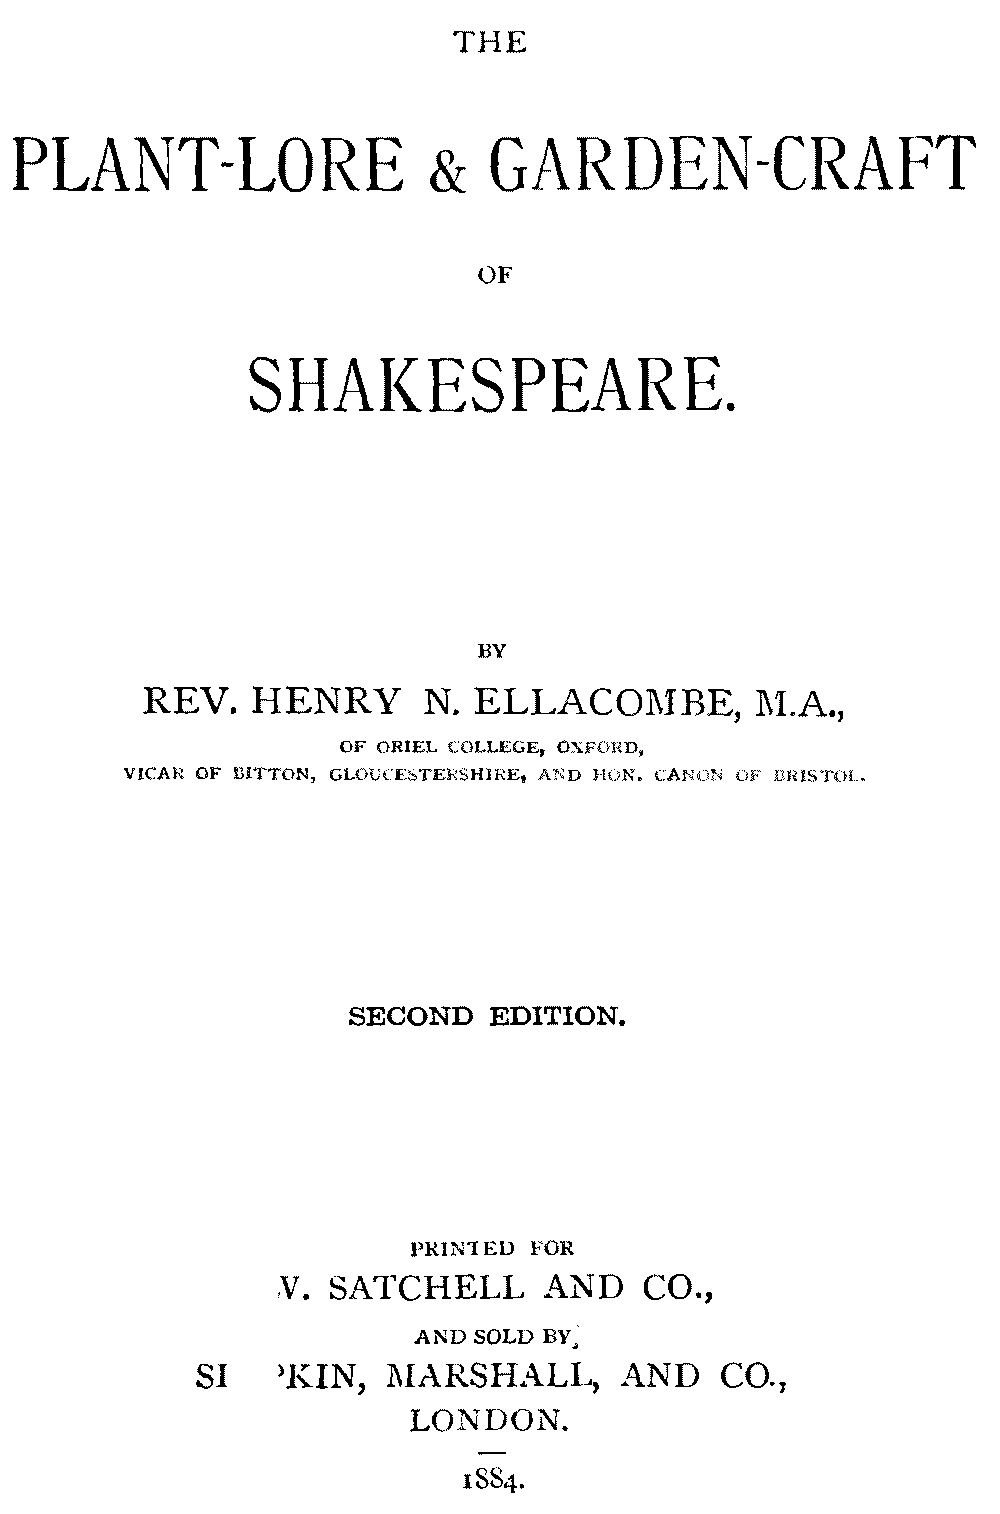 THE
PLANT-LORE & GARDEN-CRAFT
OF
SHAKESPEARE.
BY
REV. HENRY N. ELLACOMBE, M.A.,
OF ORIEL COLLEGE, OXFORD,
VICAR OF BITTON, GLOUCESTERSHIRE, AND HON. CANON OF BRISTOL.
SECOND EDITION.
PRINTED FOR
SATCHELL AND CO.,
AND SOLD BY
MARSHALL, AND CO.,
LONDON.
1884.